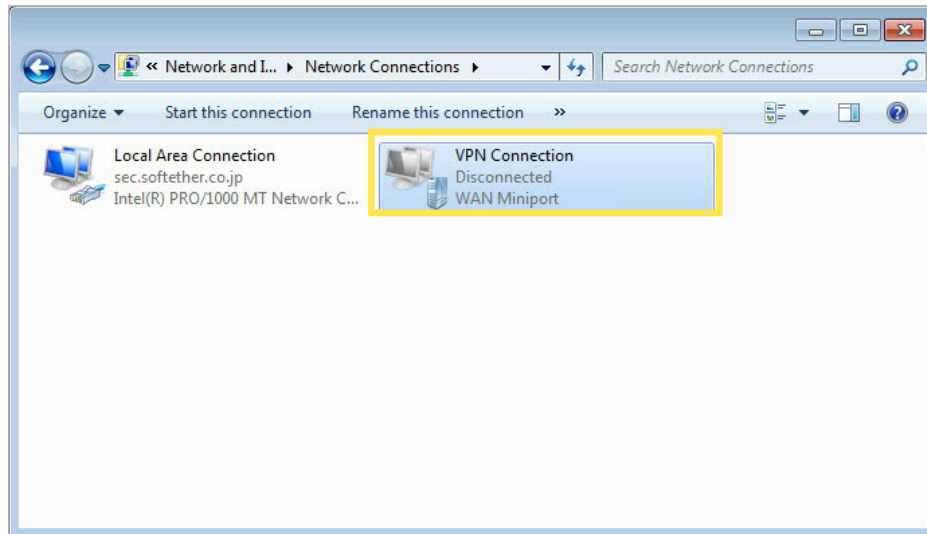 « Network and I... ▸ Network Connections ▸ Search Network Connections
Organize ▾ Start this connection Rename this connection »
Local Area Connection
sec.softether.co.jp
Intel(R) PRO/1000 MT Network C...
VPN Connection
Disconnected
WAN Miniport